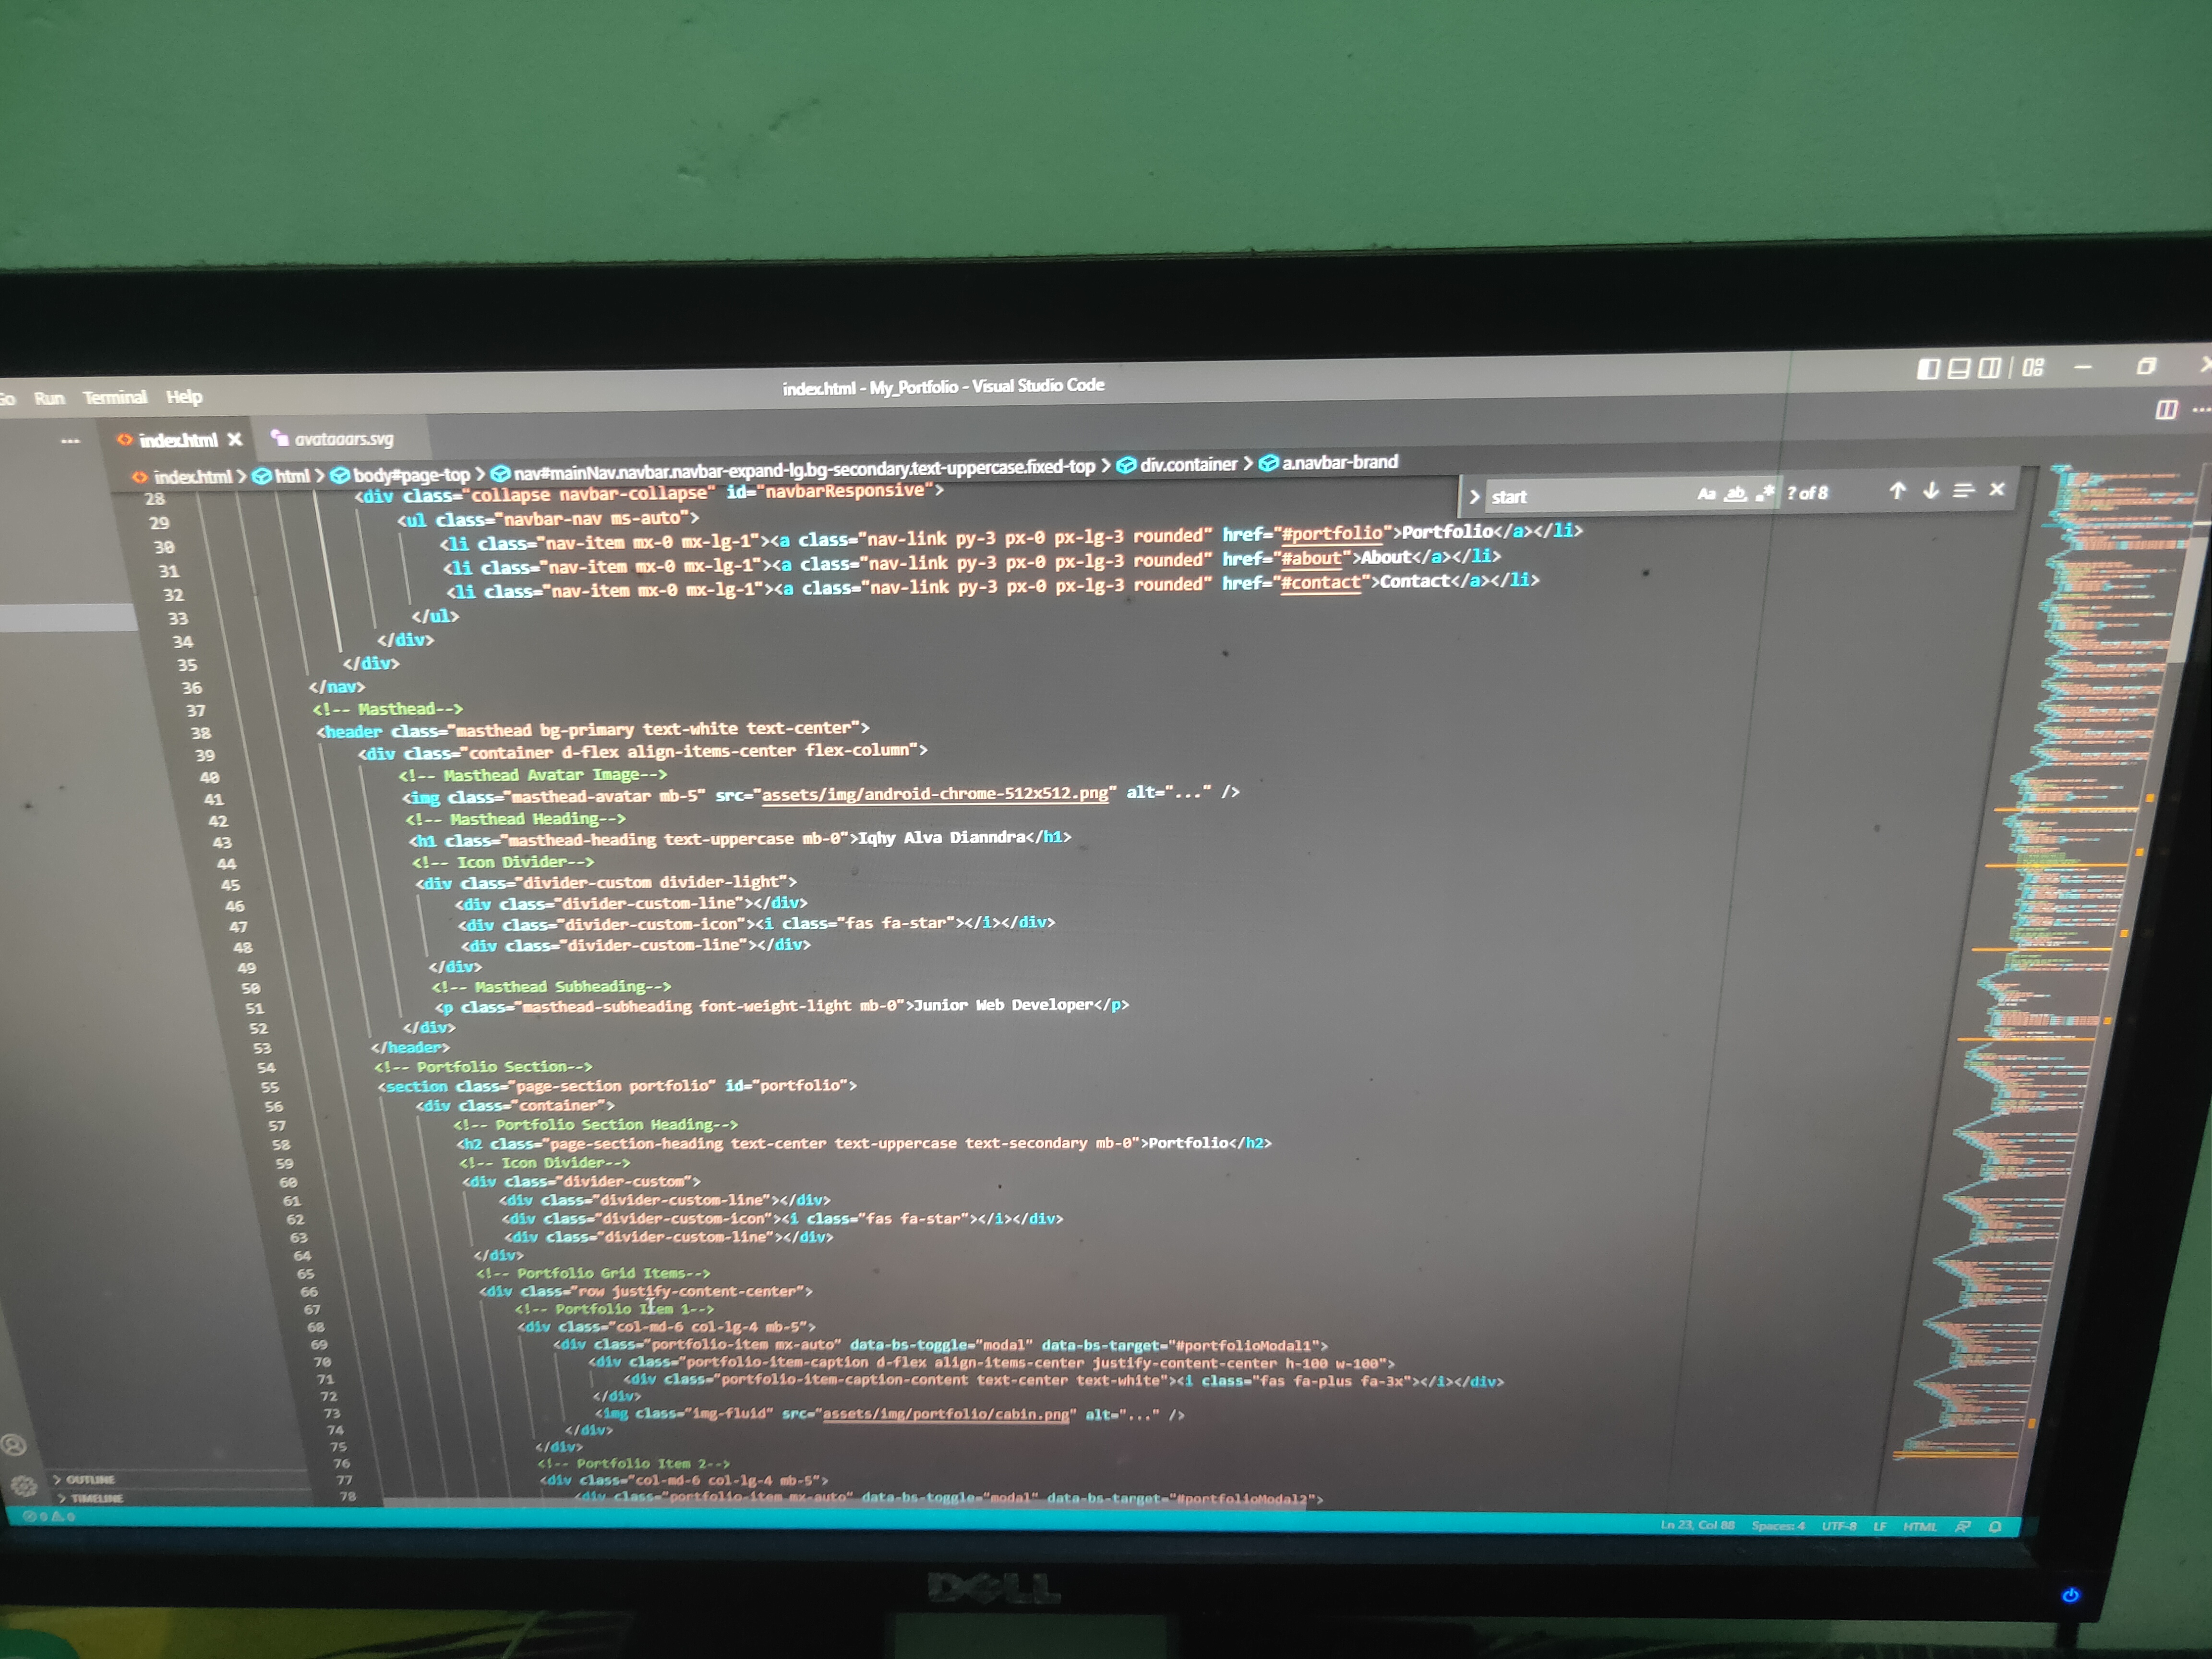 Run Terminal Help
index.html - My_Portfolio - Visual Studio Code
index.html
avataaars.svg
index.html > html > body#page-top > nav#mainNav.navbar.navbar-expand-lg.bg-secondary.text-uppercase.fixed-top > div.container > a.navbar-brand
start
Aa ab .* ? of 8
28 <div class="collapse navbar-collapse" id="navbarResponsive">
29 <ul class="navbar-nav ms-auto">
30 <li class="nav-item mx-0 mx-lg-1"><a class="nav-link py-3 px-0 px-lg-3 rounded" href="#portfolio">Portfolio</a></li>
31 <li class="nav-item mx-0 mx-lg-1"><a class="nav-link py-3 px-0 px-lg-3 rounded" href="#about">About</a></li>
32 <li class="nav-item mx-0 mx-lg-1"><a class="nav-link py-3 px-0 px-lg-3 rounded" href="#contact">Contact</a></li>
33 </ul>
34 </div>
35 </div>
36 </nav>
37 <!-- Masthead-->
38 <header class="masthead bg-primary text-white text-center">
39 <div class="container d-flex align-items-center flex-column">
40 <!-- Masthead Avatar Image-->
41 <img class="masthead-avatar mb-5" src="assets/img/android-chrome-512x512.png" alt="..." />
42 <!-- Masthead Heading-->
43 <h1 class="masthead-heading text-uppercase mb-0">Iqhy Alva Dianndra</h1>
44 <!-- Icon Divider-->
45 <div class="divider-custom divider-light">
46 <div class="divider-custom-line"></div>
47 <div class="divider-custom-icon"><i class="fas fa-star"></i></div>
48 <div class="divider-custom-line"></div>
49 </div>
50 <!-- Masthead Subheading-->
51 <p class="masthead-subheading font-weight-light mb-0">Junior Web Developer</p>
52 </div>
53 </header>
54 <!-- Portfolio Section-->
55 <section class="page-section portfolio" id="portfolio">
56 <div class="container">
57 <!-- Portfolio Section Heading-->
58 <h2 class="page-section-heading text-center text-uppercase text-secondary mb-0">Portfolio</h2>
59 <!-- Icon Divider-->
60 <div class="divider-custom">
61 <div class="divider-custom-line"></div>
62 <div class="divider-custom-icon"><i class="fas fa-star"></i></div>
63 <div class="divider-custom-line"></div>
64 </div>
65 <!-- Portfolio Grid Items-->
66 <div class="row justify-content-center">
67 <!-- Portfolio Item 1-->
68 <div class="col-md-6 col-lg-4 mb-5">
69 <div class="portfolio-item mx-auto" data-bs-toggle="modal" data-bs-target="#portfolioModal1">
70 <div class="portfolio-item-caption d-flex align-items-center justify-content-center h-100 w-100">
71 <div class="portfolio-item-caption-content text-center text-white"><i class="fas fa-plus fa-3x"></i></div>
72 </div>
73 <img class="img-fluid" src="assets/img/portfolio/cabin.png" alt="..." />
74 </div>
75 </div>
76 <!-- Portfolio Item 2-->
77 <div class="col-md-6 col-lg-4 mb-5">
78 <div class="portfolio-item mx-auto" data-bs-toggle="modal" data-bs-target="#portfolioModal2">
OUTLINE
TIMELINE
0 0
Ln 23, Col 88 Spaces: 4 UTF-8 LF HTML
DELL